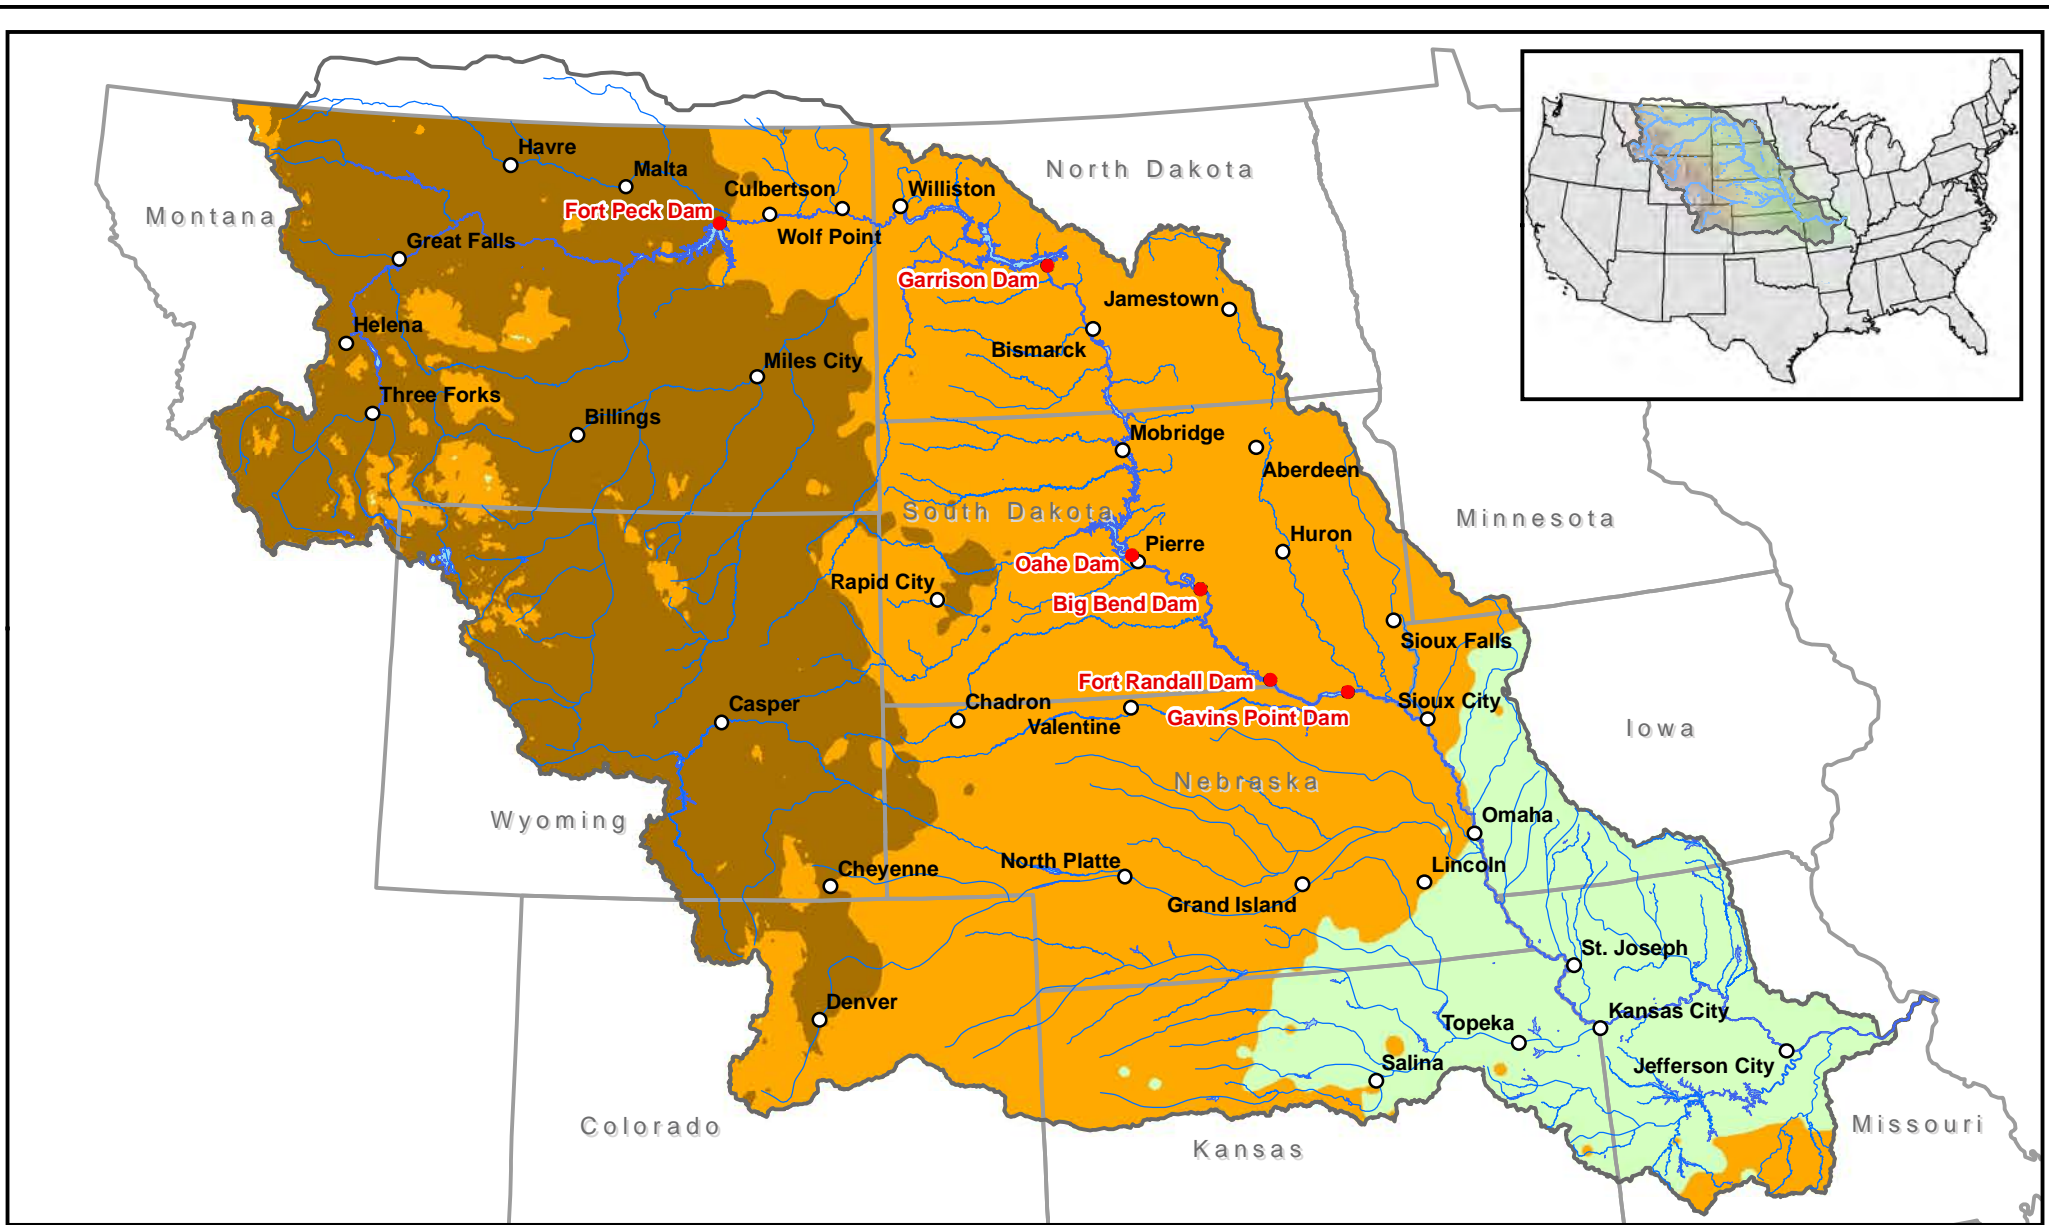 Havre
Malta
North Dakota
Culbertson
Williston
Fort Peck Dam
Montana
Wolf Point
Great Falls
Garrison Dam
Jamestown
Helena
Bismarck
Miles City
Three Forks
Billings
Mobridge
Aberdeen
South Dakota
Minnesota
Huron
Pierre
Oahe Dam
Rapid City
Big Bend Dam
Sioux Falls
Fort Randall Dam
Chadron
Sioux City
Casper
Gavins Point Dam
Valentine
Iowa
Nebraska
Omaha
Wyoming
North Platte
Lincoln
Cheyenne
Grand Island
St. Joseph
Denver
Kansas City
Topeka
Salina
Jefferson City
Colorado
Missouri
Kansas